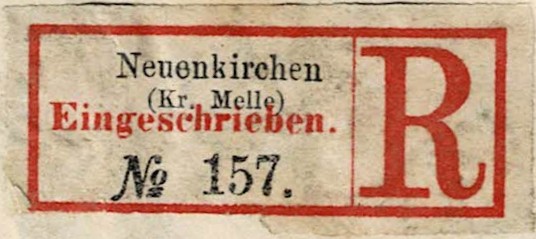 Neuenkirchen
(Kr. Melle)
Eingeschrieben.
№ 157.
R